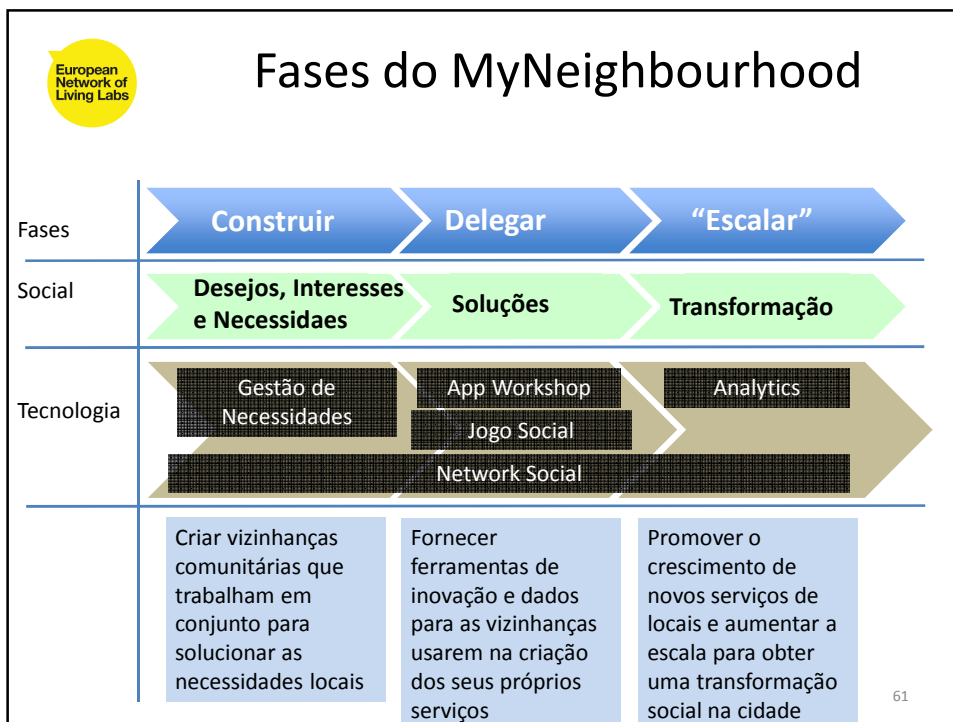 European
Network of
Living Labs
Fases do MyNeighbourhood
Fases
Construir
Delegar
“Escalar”
Social
Desejos, Interesses
e Necessidaes
Soluções
Transformação
Tecnologia
Gestão de
Necessidades
App Workshop
Analytics
Jogo Social
Network Social
Criar vizinhanças
comunitárias que
trabalham em
conjunto para
solucionar as
necessidades locais
Fornecer
ferramentas de
inovação e dados
para as vizinhanças
usarem na criação
dos seus próprios
serviços
Promover o
crescimento de
novos serviços de
locais e aumentar a
escala para obter
uma transformação
social na cidade
61